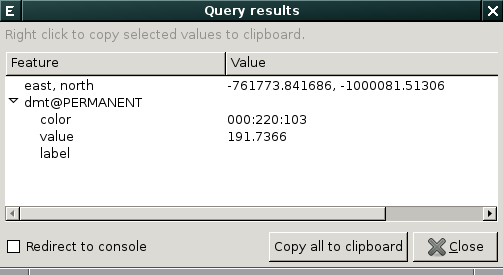 E Query results X
Right click to copy selected values to clipboard.
Feature Value
east, north -761773.841686, -1000081.51306
dmt@PERMANENT
color 000:220:103
value 191.7366
label
Redirect to console Copy all to clipboard Close